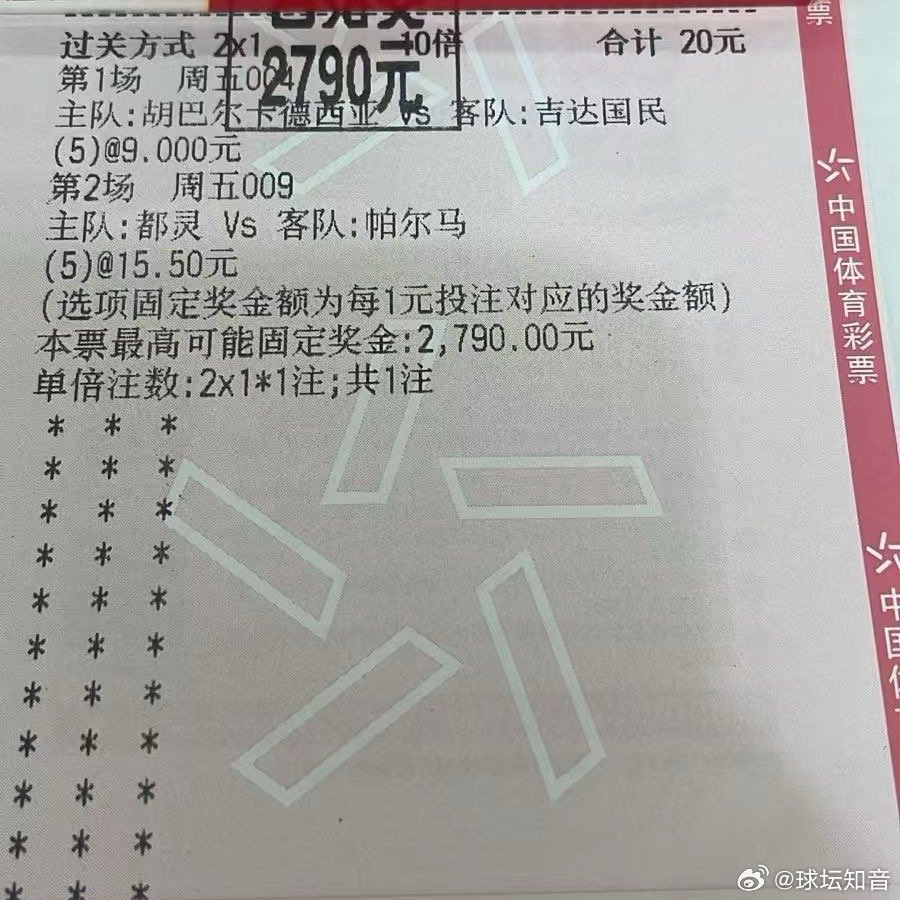 票
2790元
过关方式 2x1 10倍 合计 20元
第1场 周五004
主队:胡巴尔卡德西亚 Vs 客队:吉达国民
(5)@9.000元
第2场 周五009
主队:都灵 Vs 客队:帕尔马
(5)@15.50元
(选项固定奖金额为每1元投注对应的奖金额)
本票最高可能固定奖金:2,790.00元
单倍注数:2x1*1注;共1注
* * *
* * *
* * *
* * *
* * *
* * *
* * *
* * *
* * *
* * *
* * *
中国体育彩票
中国体
@球坛知音